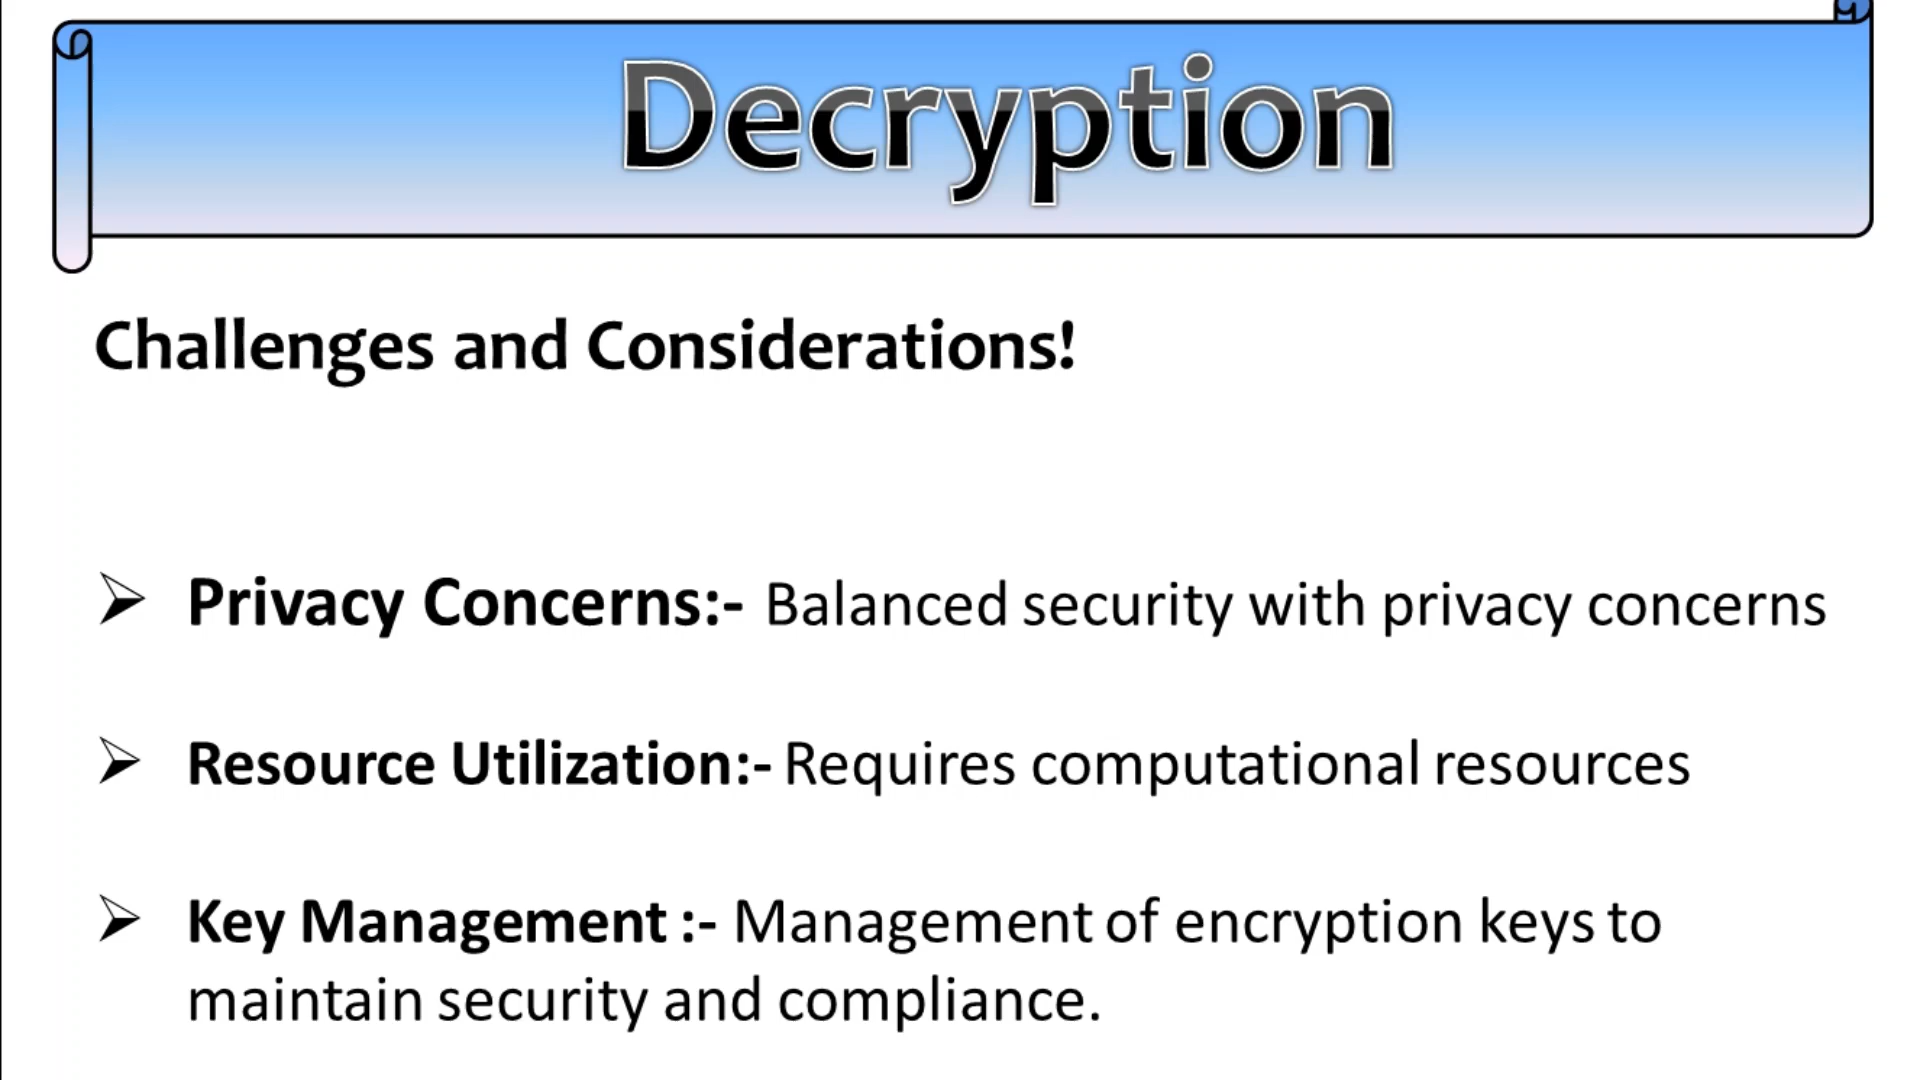 Decryption
Challenges and Considerations!
Privacy Concerns:- Balanced security with privacy concerns
Resource Utilization:- Requires computational resources
Key Management :- Management of encryption keys to
maintain security and compliance.